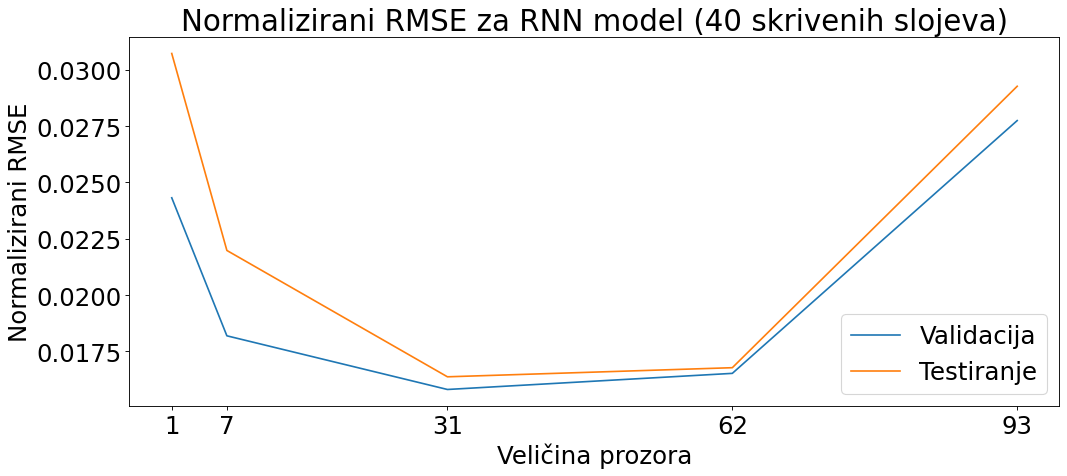 Normalizirani RMSE za RNN model (40 skrivenih slojeva)
Normalizirani RMSE
0.0300
0.0275
0.0250
0.0225
0.0200
0.0175
1 7 31 62 93
Veličina prozora
Validacija
Testiranje